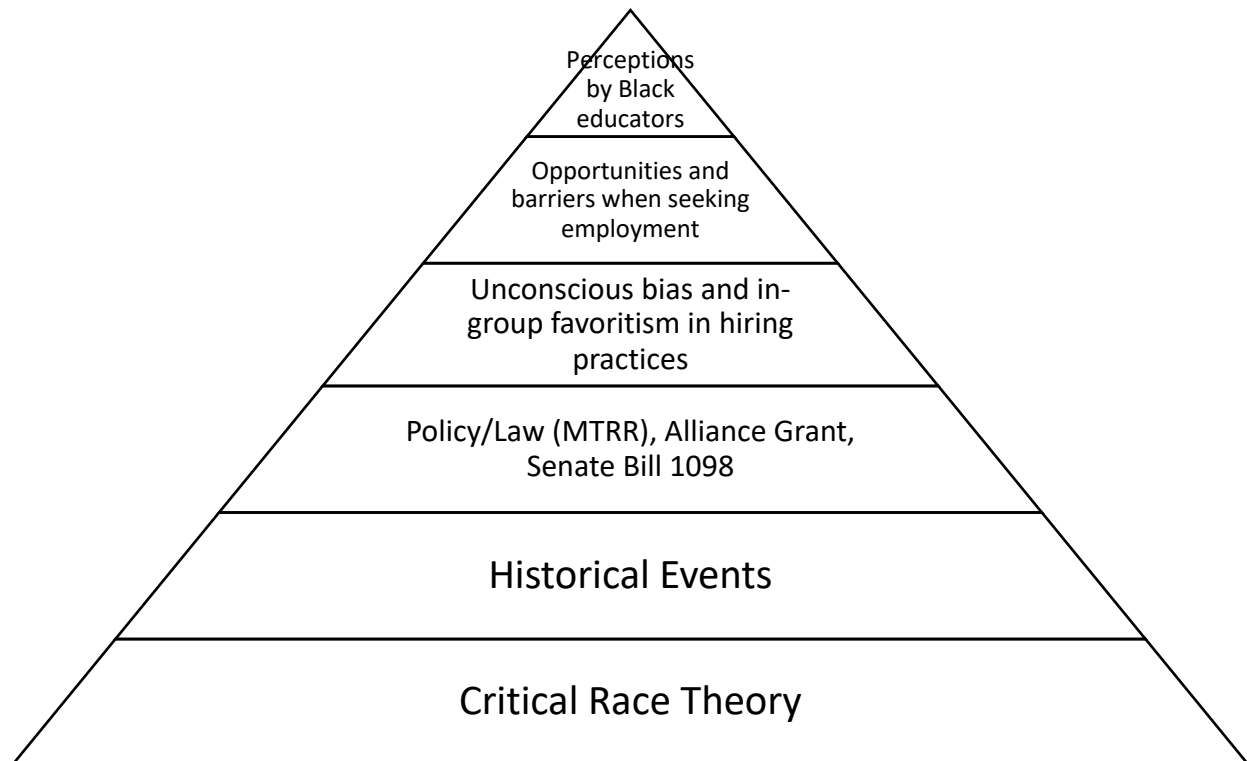 Perceptions
by Black
educators
Opportunities and
barriers when seeking
employment
Unconscious bias and in-
group favoritism in hiring
practices
Policy/Law (MTRR), Alliance Grant,
Senate Bill 1098
Historical Events
Critical Race Theory